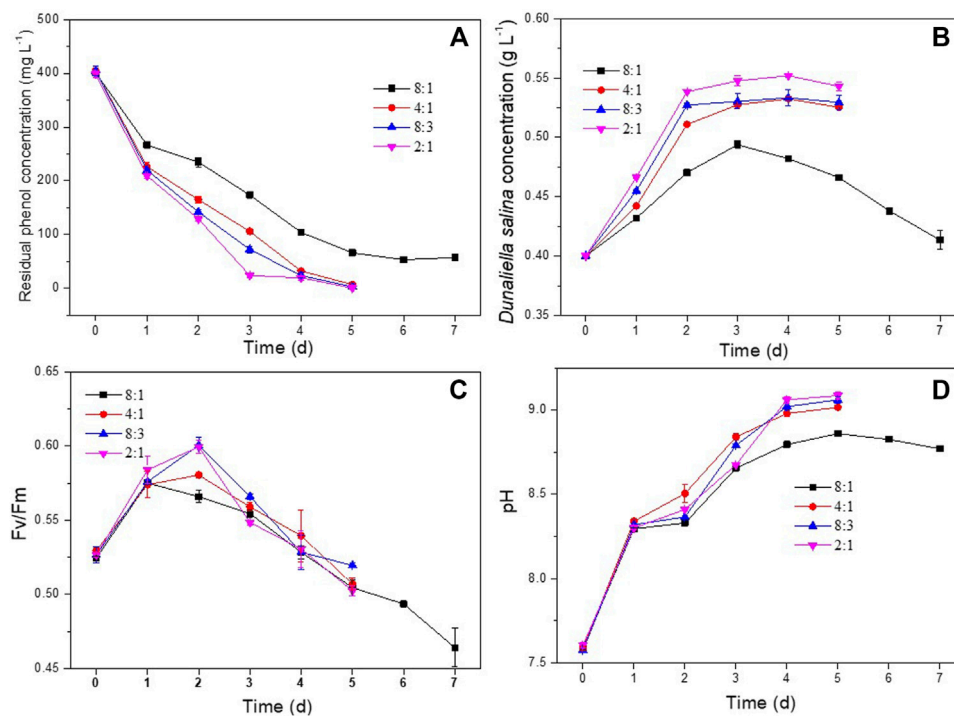 A
Residual phenol concentration (mg L⁻¹)
500
400
300
200
100
0
8:1
4:1
8:3
2:1
0 1 2 3 4 5 6 7
Time (d)
B
Dunaliella salina concentration (g L⁻¹)
0.60
0.55
0.50
0.45
0.40
0.35
8:1
4:1
8:3
2:1
0 1 2 3 4 5 6 7
Time (d)
C
Fv/Fm
0.65
0.60
0.55
0.50
0.45
8:1
4:1
8:3
2:1
0 1 2 3 4 5 6 7
Time (d)
D
pH
9.0
8.5
8.0
7.5
8:1
4:1
8:3
2:1
0 1 2 3 4 5 6 7
Time (d)